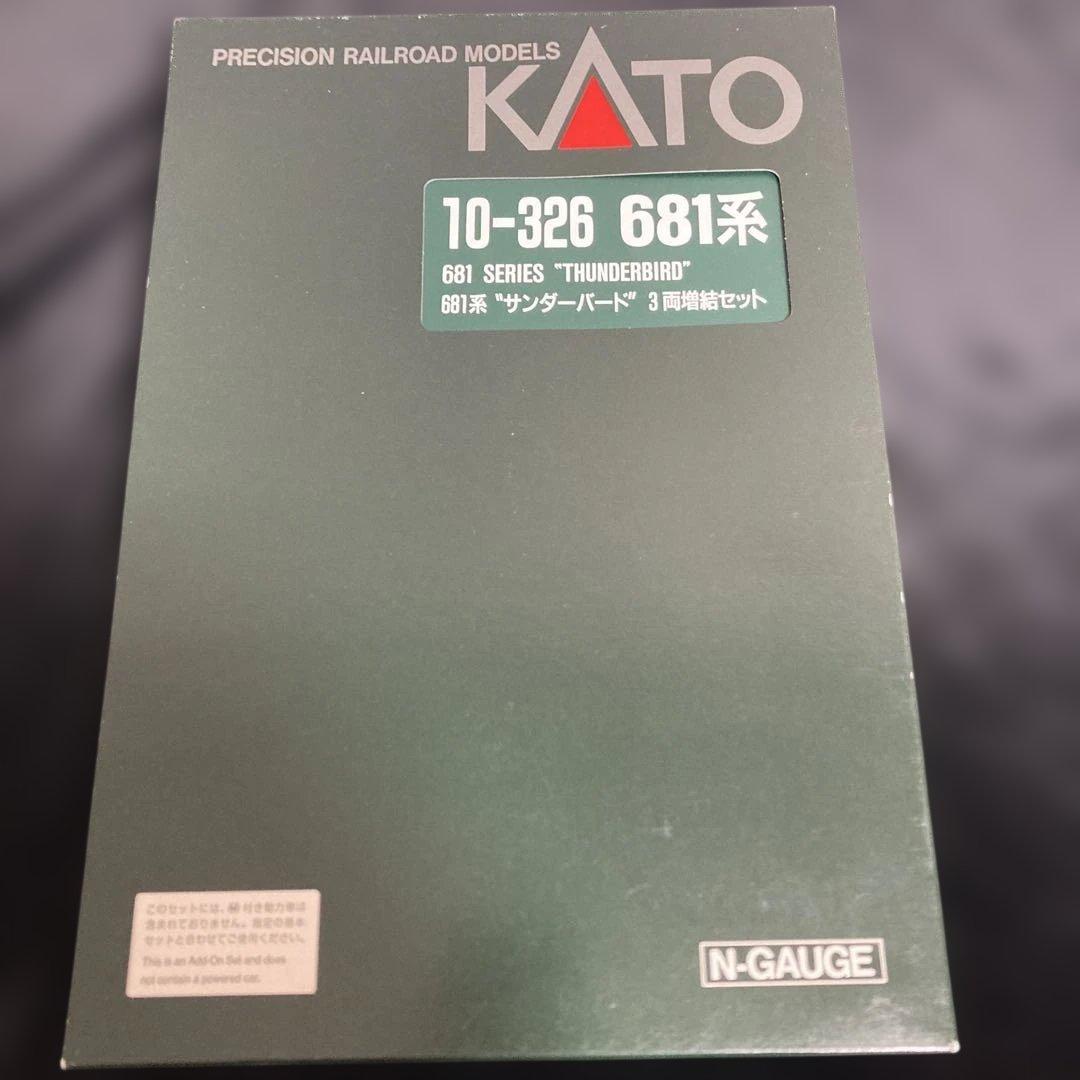 PRECISION RAILROAD MODELS
KATO
10-326 681系
681 SERIES "THUNDERBIRD"
681系 "サンダーバード" 3両増結セット
このセットには、M付き動力車は
含まれておりません。指定の基本
セットと合わせてご使用ください。
This is an Add-On Set and does
not contain a powered car.
N-GAUGE